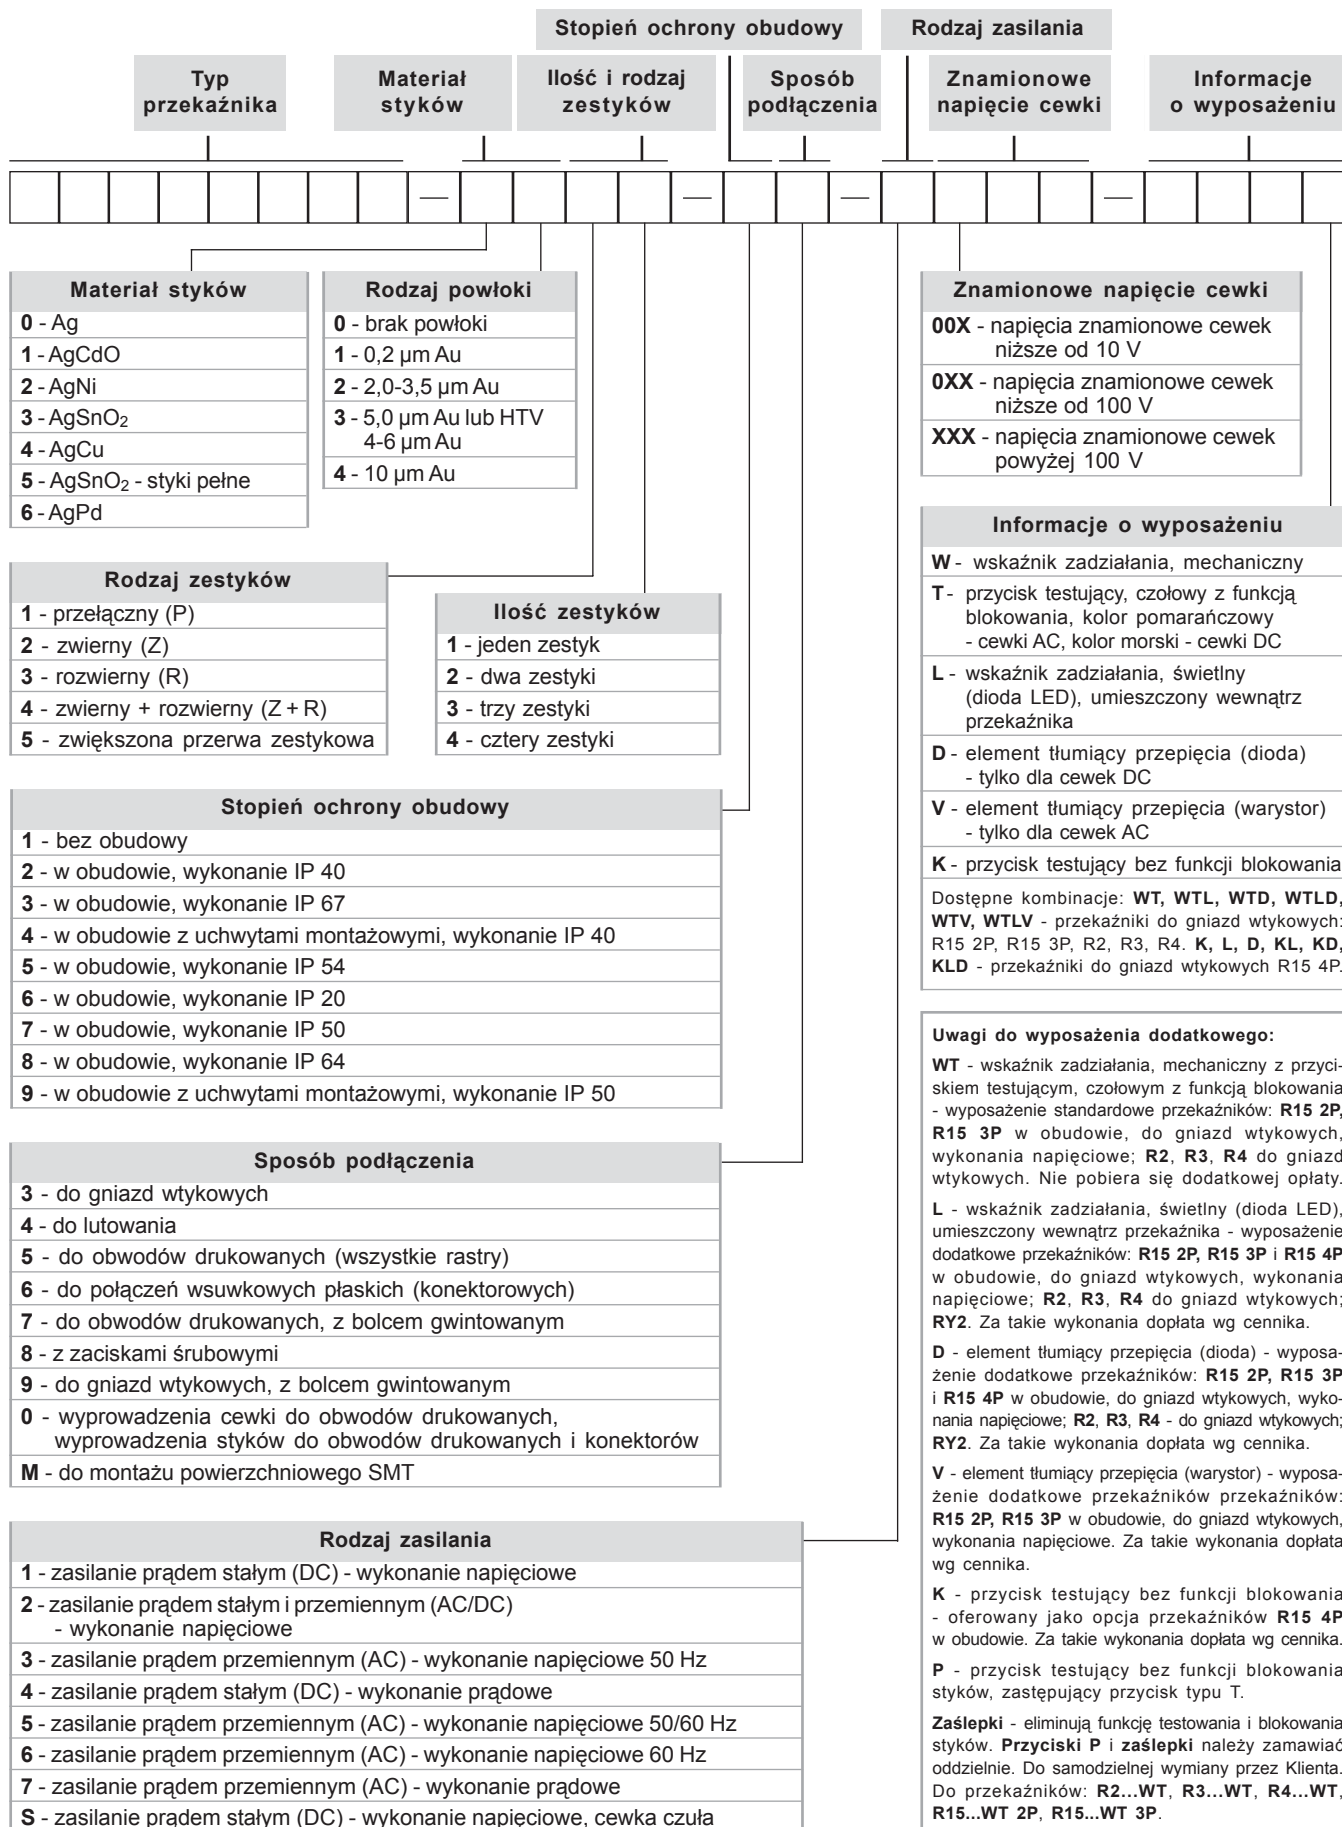 Stopień ochrony obudowy
Rodzaj zasilania
Typ
przekaźnika
Materiał
styków
Ilość i rodzaj
zestyków
Sposób
podłączenia
Znamionowe
napięcie cewki
Informacje
o wyposażeniu
Materiał styków
0 - Ag
1 - AgCdO
2 - AgNi
3 - AgSnO₂
4 - AgCu
5 - AgSnO₂ - styki pełne
6 - AgPd
Rodzaj powłoki
0 - brak powłoki
1 - 0,2 µm Au
2 - 2,0-3,5 µm Au
3 - 5,0 µm Au lub HTV
4-6 µm Au
4 - 10 µm Au
Rodzaj zestyków
1 - przełączny (P)
2 - zwierny (Z)
3 - rozwierny (R)
4 - zwierny + rozwierny (Z + R)
5 - zwiększona przerwa zestykowa
Ilość zestyków
1 - jeden zestyk
2 - dwa zestyki
3 - trzy zestyki
4 - cztery zestyki
Stopień ochrony obudowy
1 - bez obudowy
2 - w obudowie, wykonanie IP 40
3 - w obudowie, wykonanie IP 67
4 - w obudowie z uchwytami montażowymi, wykonanie IP 40
5 - w obudowie, wykonanie IP 54
6 - w obudowie, wykonanie IP 20
7 - w obudowie, wykonanie IP 50
8 - w obudowie, wykonanie IP 64
9 - w obudowie z uchwytami montażowymi, wykonanie IP 50
Sposób podłączenia
3 - do gniazd wtykowych
4 - do lutowania
5 - do obwodów drukowanych (wszystkie rastry)
6 - do połączeń wsuwkowych płaskich (konektorowych)
7 - do obwodów drukowanych, z bolcem gwintowanym
8 - z zaciskami śrubowymi
9 - do gniazd wtykowych, z bolcem gwintowanym
0 - wyprowadzenia cewki do obwodów drukowanych,
wyprowadzenia styków do obwodów drukowanych i konektorów
M - do montażu powierzchniowego SMT
Rodzaj zasilania
1 - zasilanie prądem stałym (DC) - wykonanie napięciowe
2 - zasilanie prądem stałym i przemiennym (AC/DC)
- wykonanie napięciowe
3 - zasilanie prądem przemiennym (AC) - wykonanie napięciowe 50 Hz
4 - zasilanie prądem stałym (DC) - wykonanie prądowe
5 - zasilanie prądem przemiennym (AC) - wykonanie napięciowe 50/60 Hz
6 - zasilanie prądem przemiennym (AC) - wykonanie napięciowe 60 Hz
7 - zasilanie prądem przemiennym (AC) - wykonanie prądowe
S - zasilanie prądem stałym (DC) - wykonanie napięciowe, cewka czuła
Znamionowe napięcie cewki
00X - napięcia znamionowe cewek
niższe od 10 V
0XX - napięcia znamionowe cewek
niższe od 100 V
XXX - napięcia znamionowe cewek
powyżej 100 V
Informacje o wyposażeniu
W - wskaźnik zadziałania, mechaniczny
T - przycisk testujący, czołowy z funkcją
blokowania, kolor pomarańczowy
- cewki AC, kolor morski - cewki DC
L - wskaźnik zadziałania, świetlny
(dioda LED), umieszczony wewnątrz
przekaźnika
D - element tłumiący przepięcia (dioda)
- tylko dla cewek DC
V - element tłumiący przepięcia (warystor)
- tylko dla cewek AC
K - przycisk testujący bez funkcji blokowania
Dostępne kombinacje: WT, WTL, WTD, WTLD,
WTV, WTLV - przekaźniki do gniazd wtykowych:
R15 2P, R15 3P, R2, R3, R4. K, L, D, KL, KD,
KLD - przekaźniki do gniazd wtykowych R15 4P.
Uwagi do wyposażenia dodatkowego:
WT - wskaźnik zadziałania, mechaniczny z przyci-
skiem testującym, czołowym z funkcją blokowania
- wyposażenie standardowe przekaźników: R15 2P,
R15 3P w obudowie, do gniazd wtykowych,
wykonania napięciowe; R2, R3, R4 do gniazd
wtykowych. Nie pobiera się dodatkowej opłaty.
L - wskaźnik zadziałania, świetlny (dioda LED),
umieszczony wewnątrz przekaźnika - wyposażenie
dodatkowe przekaźników: R15 2P, R15 3P i R15 4P
w obudowie, do gniazd wtykowych, wykonania
napięciowe; R2, R3, R4 do gniazd wtykowych;
RY2. Za takie wykonania dopłata wg cennika.
D - element tłumiący przepięcia (dioda) - wyposa-
żenie dodatkowe przekaźników: R15 2P, R15 3P
i R15 4P w obudowie, do gniazd wtykowych, wyko-
nania napięciowe; R2, R3, R4 - do gniazd wtykowych;
RY2. Za takie wykonania dopłata wg cennika.
V - element tłumiący przepięcia (warystor) - wyposa-
żenie dodatkowe przekaźników przekaźników:
R15 2P, R15 3P w obudowie, do gniazd wtykowych,
wykonania napięciowe. Za takie wykonania dopłata
wg cennika.
K - przycisk testujący bez funkcji blokowania
- oferowany jako opcja przekaźników R15 4P
w obudowie. Za takie wykonania dopłata wg cennika.
P - przycisk testujący bez funkcji blokowania
styków, zastępujący przycisk typu T.
Zaślepki - eliminują funkcję testowania i blokowania
styków. Przyciski P i zaślepki należy zamawiać
oddzielnie. Do samodzielnej wymiany przez Klienta.
Do przekaźników: R2...WT, R3...WT, R4...WT,
R15...WT 2P, R15...WT 3P.